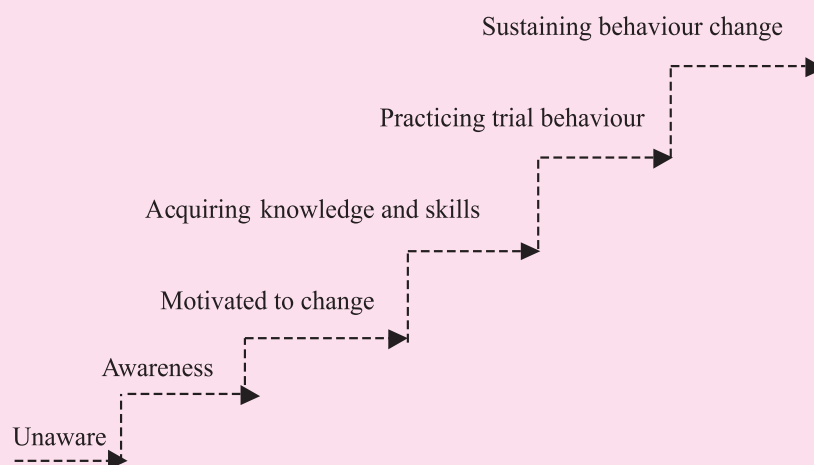 Sustaining behaviour change
Practicing trial behaviour
Acquiring knowledge and skills
Motivated to change
Awareness
Unaware